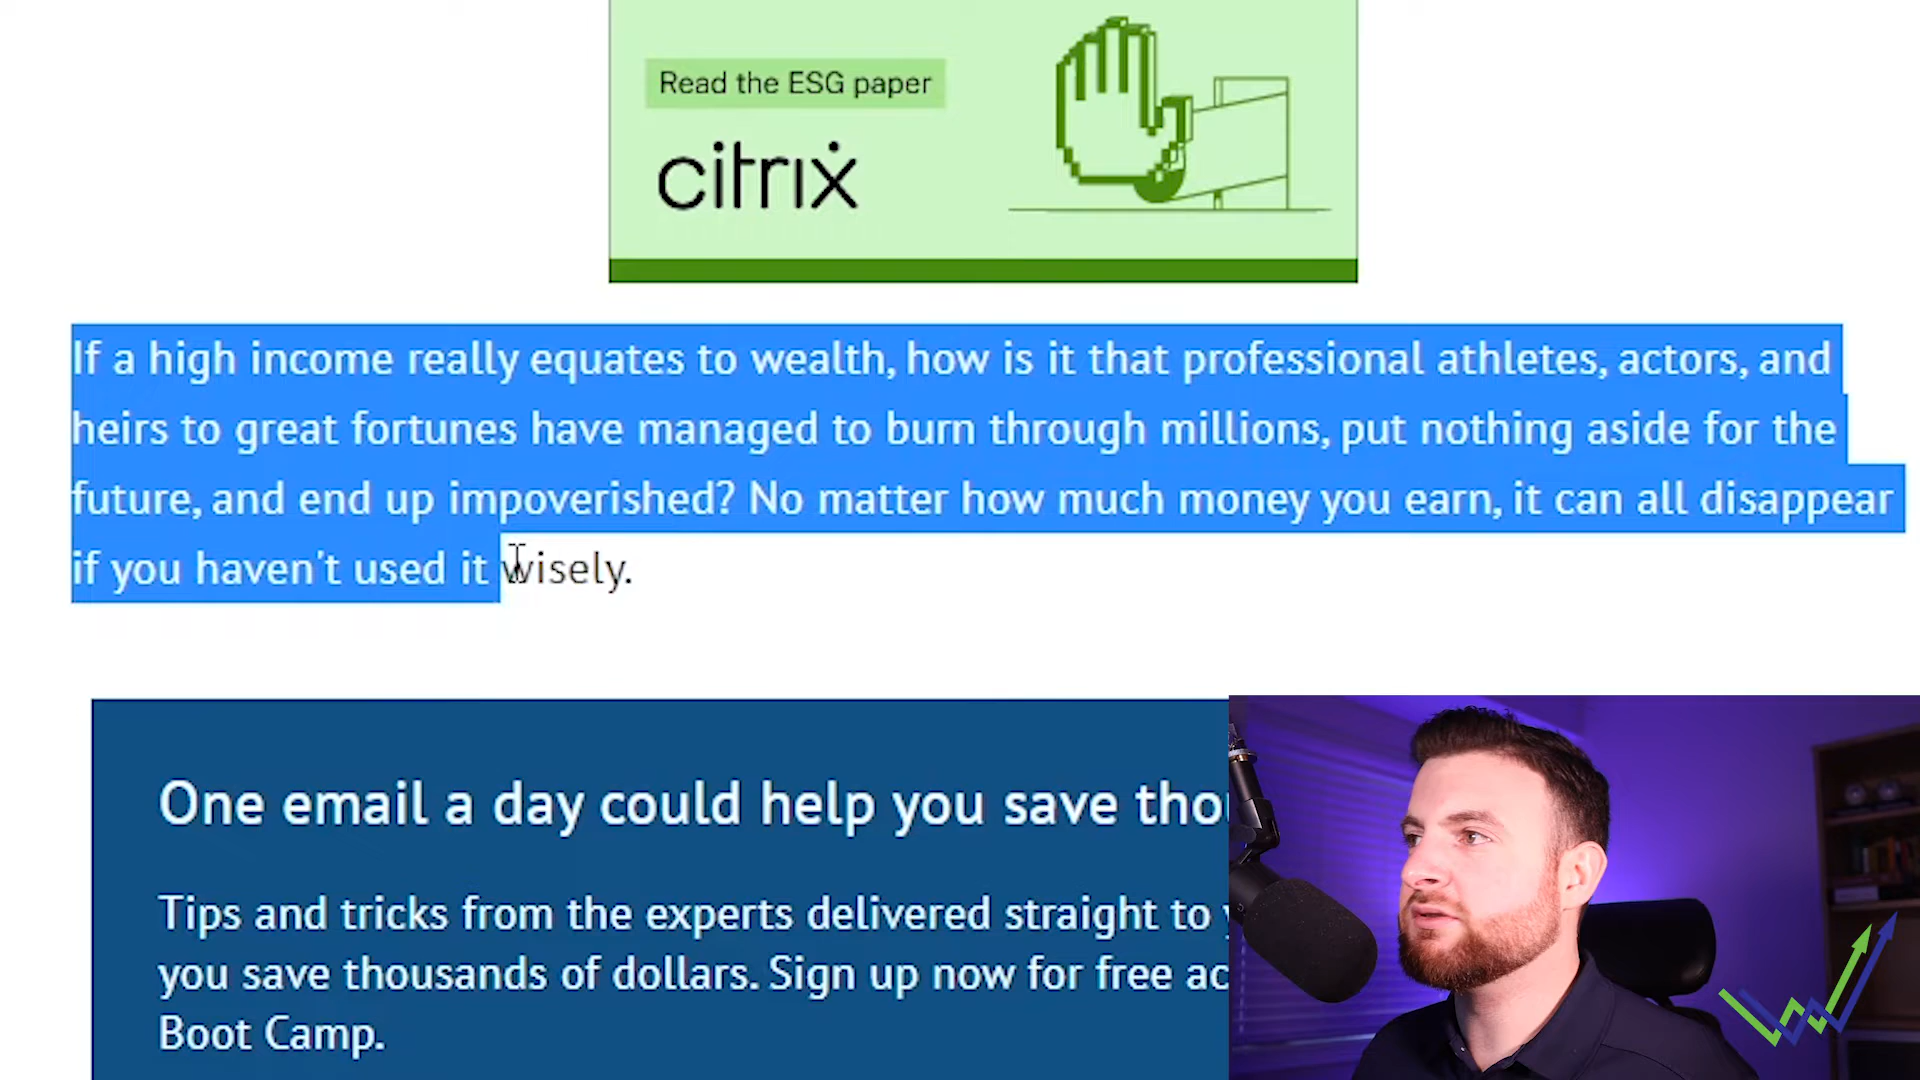 Read the ESG paper
citrix
If a high income really equates to wealth, how is it that professional athletes, actors, and
heirs to great fortunes have managed to burn through millions, put nothing aside for the
future, and end up impoverished? No matter how much money you earn, it can all disappear
if you haven't used it wisely.
One email a day could help you save
Tips and tricks from the experts delivered straight to
you save thousands of dollars. Sign up now for free
Boot Camp.